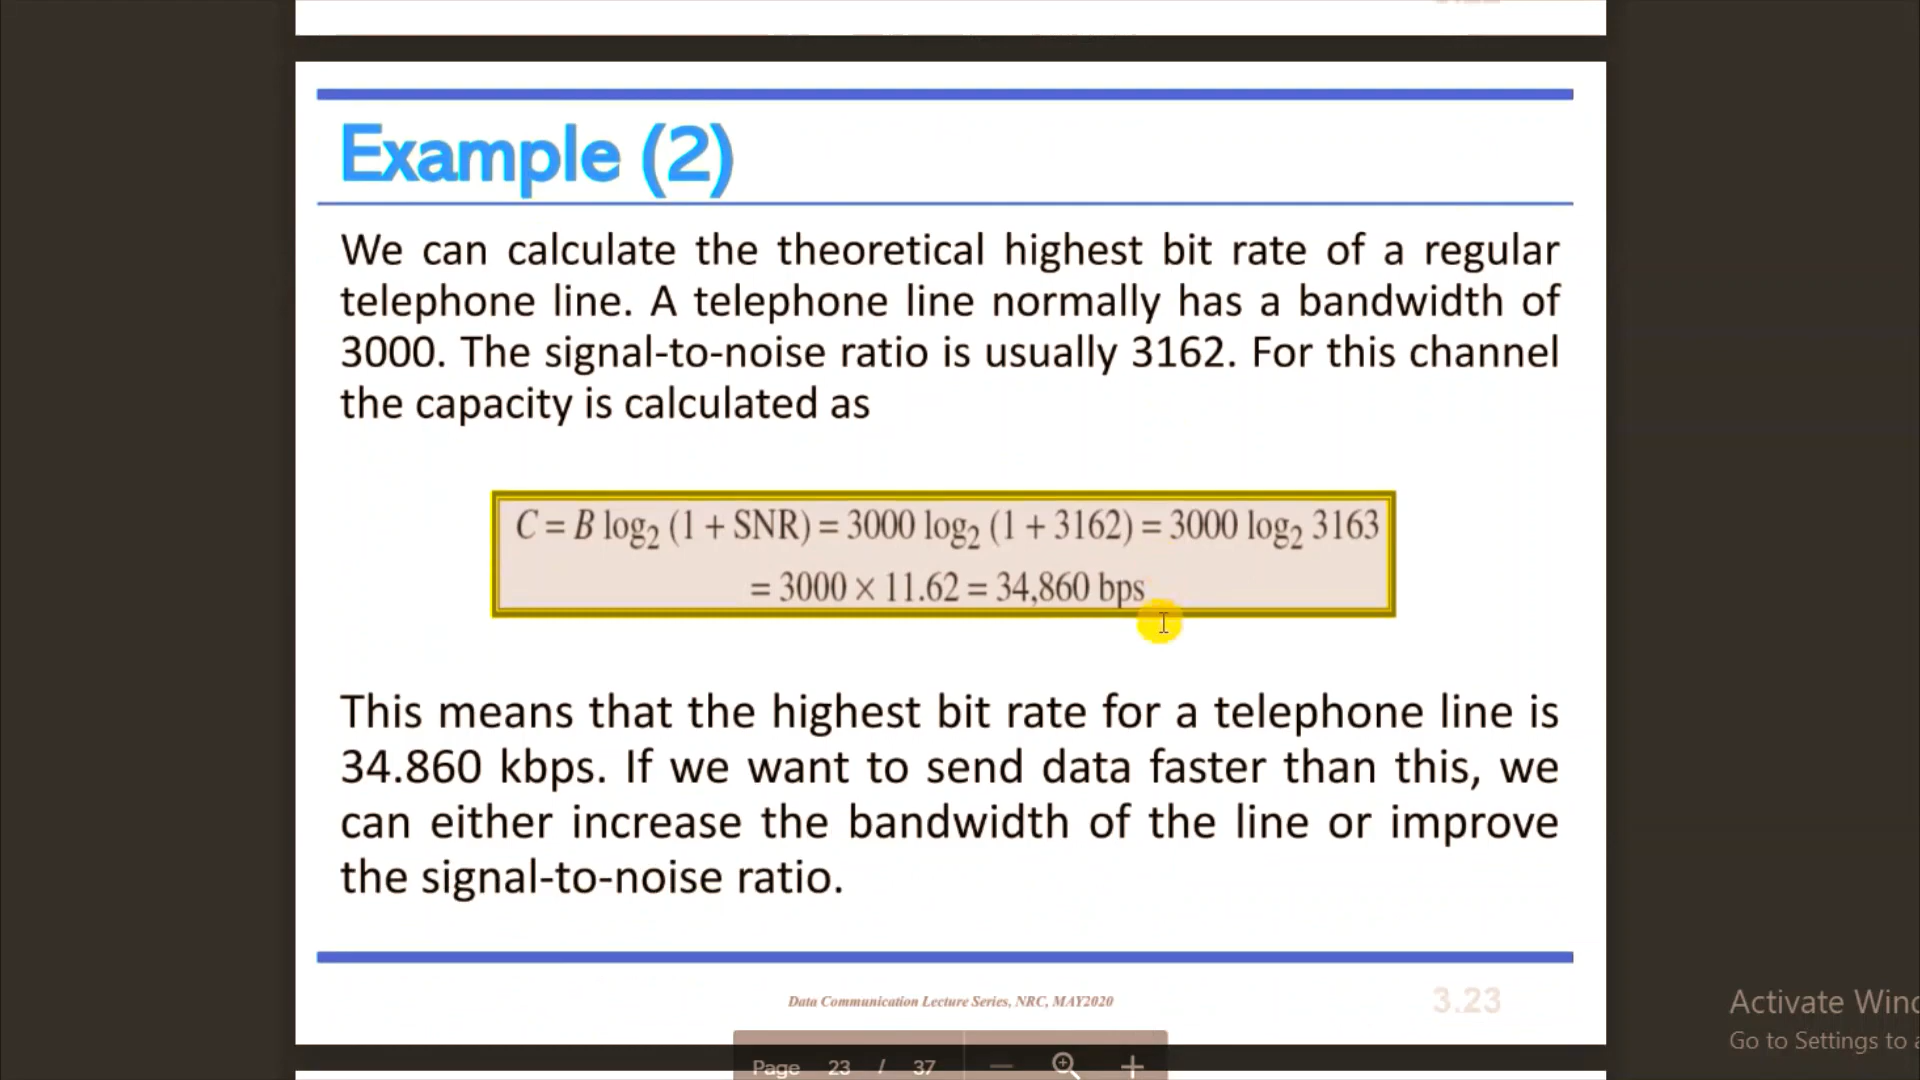 Example (2)
We can calculate the theoretical highest bit rate of a regular
telephone line. A telephone line normally has a bandwidth of
3000. The signal-to-noise ratio is usually 3162. For this channel
the capacity is calculated as
C = B log₂ (1 + SNR) = 3000 log₂ (1 + 3162) = 3000 log₂ 3163
= 3000 × 11.62 = 34,860 bps
This means that the highest bit rate for a telephone line is
34.860 kbps. If we want to send data faster than this, we
can either increase the bandwidth of the line or improve
the signal-to-noise ratio.
Data Communication Lecture Series, NRC, MAY2020
3.23
Activate Wind
Go to Settings to a
Page 23 / 37